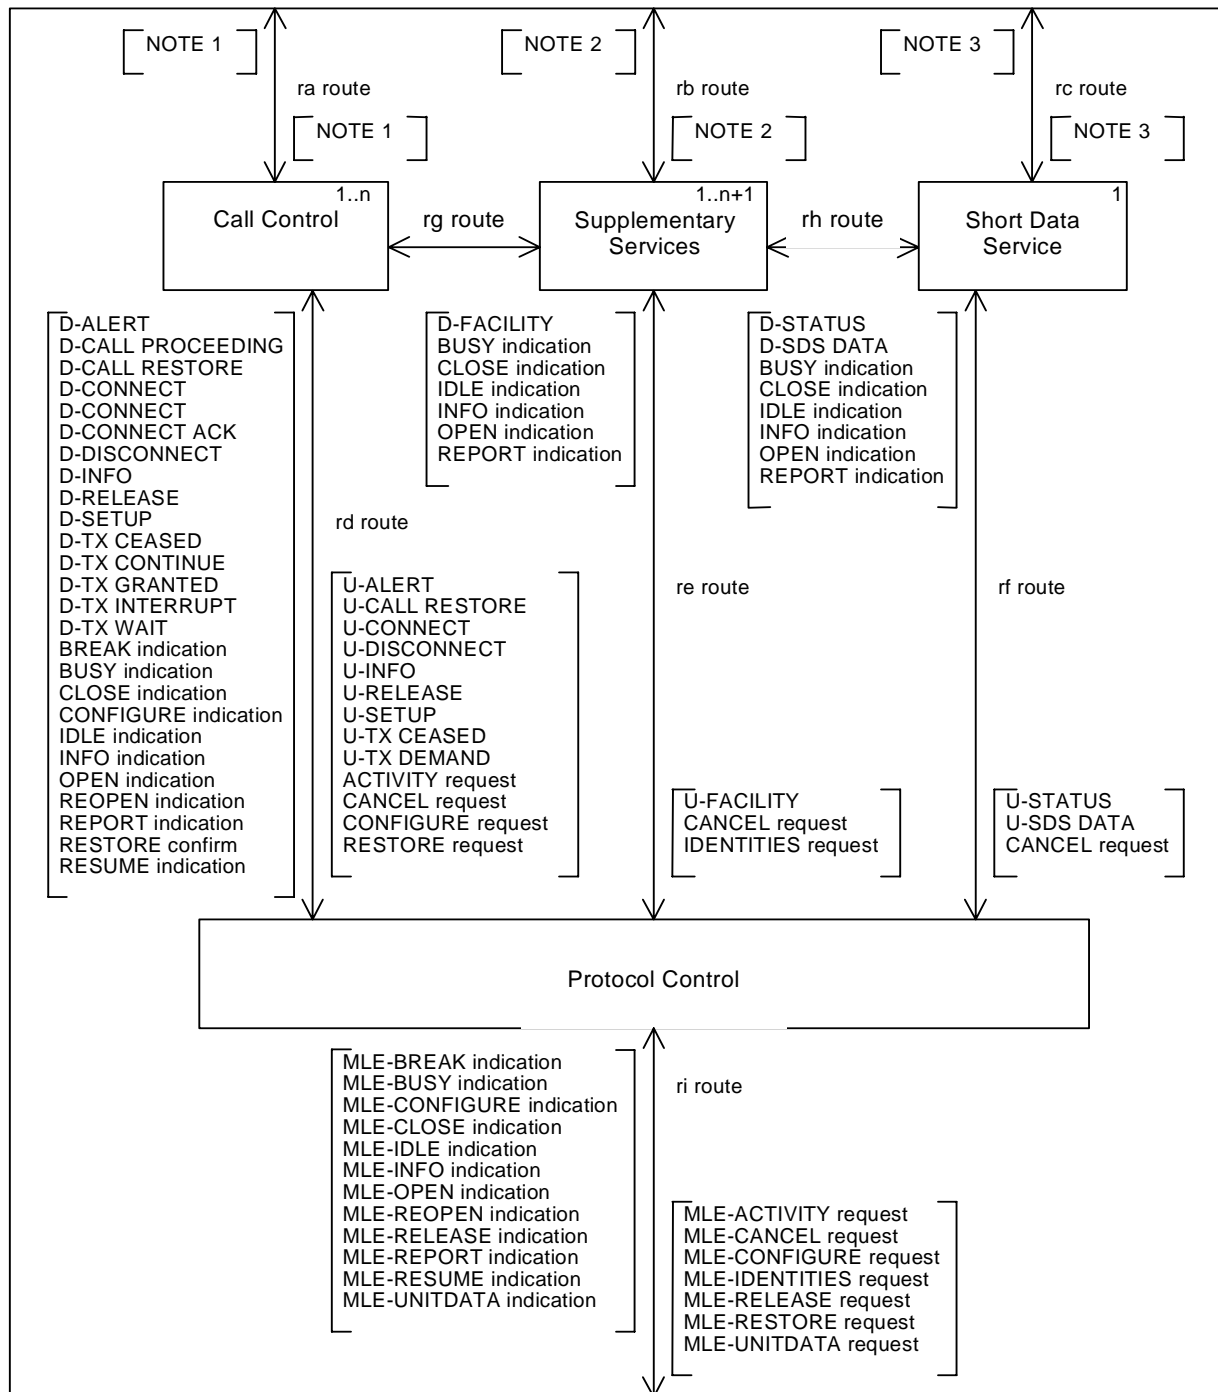 NOTE 1
NOTE 2
NOTE 3
ra route
rb route
rc route
NOTE 1
NOTE 2
NOTE 3
1..n
Call Control
rg route
1..n+1
Supplementary
Services
rh route
1
Short Data
Service
D-ALERT
D-CALL PROCEEDING
D-CALL RESTORE
D-CONNECT
D-CONNECT
D-CONNECT ACK
D-DISCONNECT
D-INFO
D-RELEASE
D-SETUP
D-TX CEASED
D-TX CONTINUE
D-TX GRANTED
D-TX INTERRUPT
D-TX WAIT
BREAK indication
BUSY indication
CLOSE indication
CONFIGURE indication
IDLE indication
INFO indication
OPEN indication
REOPEN indication
REPORT indication
RESTORE confirm
RESUME indication
D-FACILITY
BUSY indication
CLOSE indication
IDLE indication
INFO indication
OPEN indication
REPORT indication
D-STATUS
D-SDS DATA
BUSY indication
CLOSE indication
IDLE indication
INFO indication
OPEN indication
REPORT indication
rd route
re route
rf route
U-ALERT
U-CALL RESTORE
U-CONNECT
U-DISCONNECT
U-INFO
U-RELEASE
U-SETUP
U-TX CEASED
U-TX DEMAND
ACTIVITY request
CANCEL request
CONFIGURE request
RESTORE request
U-FACILITY
CANCEL request
IDENTITIES request
U-STATUS
U-SDS DATA
CANCEL request
Protocol Control
MLE-BREAK indication
MLE-BUSY indication
MLE-CONFIGURE indication
MLE-CLOSE indication
MLE-IDLE indication
MLE-INFO indication
MLE-OPEN indication
MLE-REOPEN indication
MLE-RELEASE indication
MLE-REPORT indication
MLE-RESUME indication
MLE-UNITDATA indication
ri route
MLE-ACTIVITY request
MLE-CANCEL request
MLE-CONFIGURE request
MLE-IDENTITIES request
MLE-RELEASE request
MLE-RESTORE request
MLE-UNITDATA request